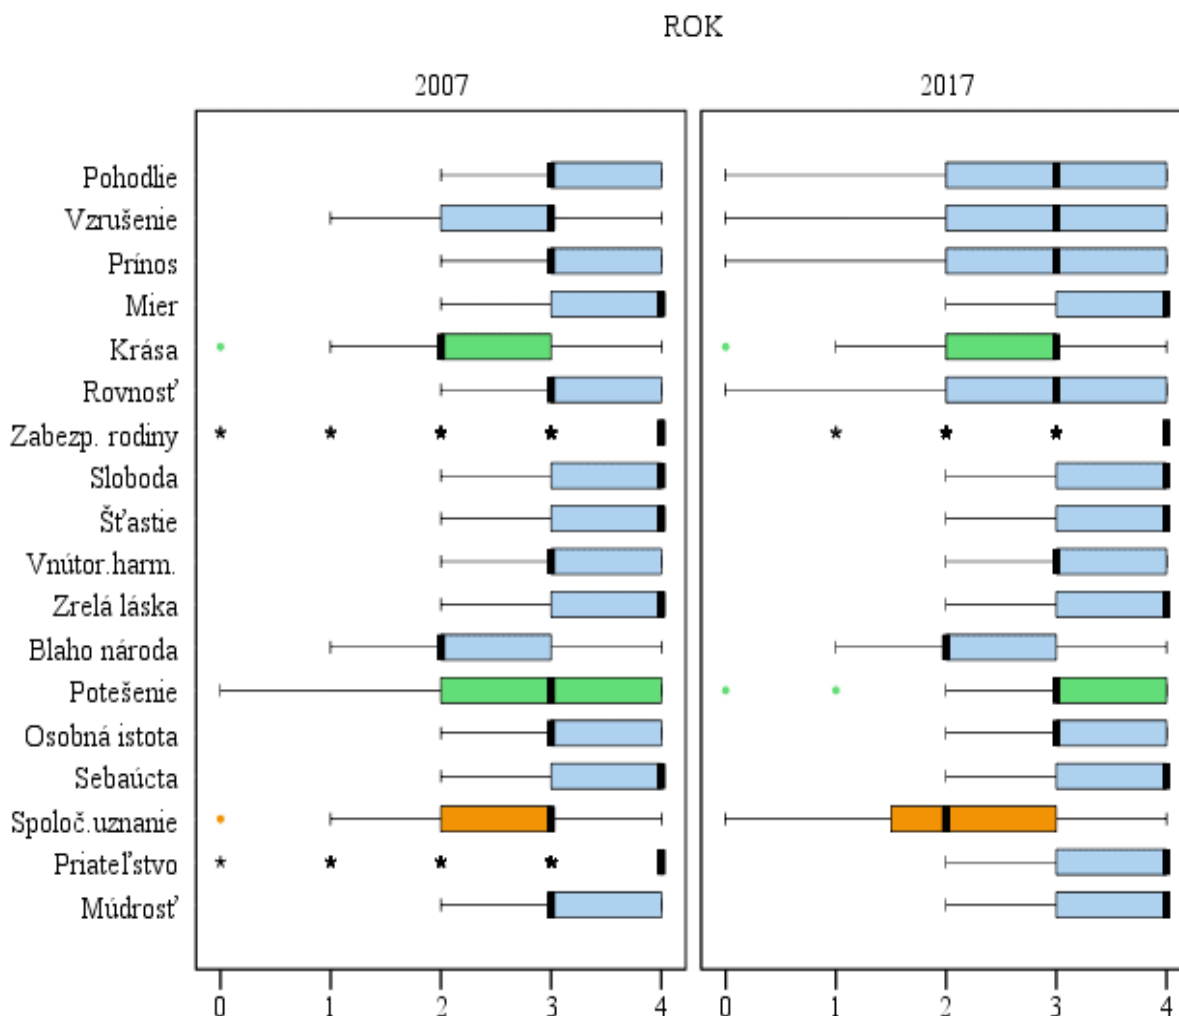 ROK
2007
2017
Pohodlie
Vzrušenie
Prínos
Mier
Krása
Rovnosť
Zabezp. rodiny
Sloboda
Šťastie
Vnútor.harm.
Zrelá láska
Blaho národa
Potešenie
Osobná istota
Sebaúcta
Spoloč.uznanie
Priateľstvo
Múdrosť
0 1 2 3 4 0 1 2 3 4